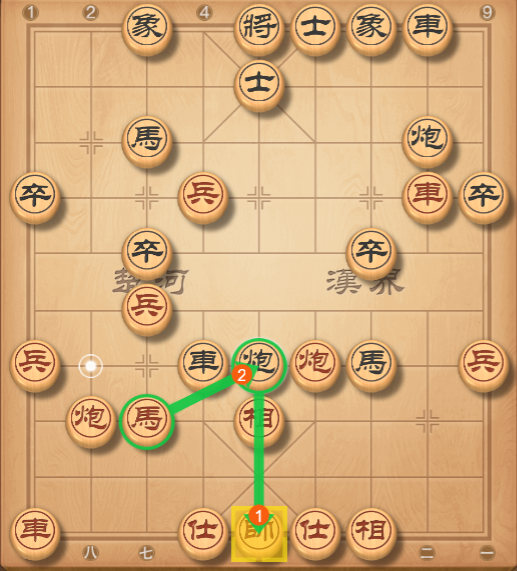 1 2 4 9
象 將 士 象 車
士
馬 炮
卒 兵 車 卒
卒 卒
楚河 漢界
兵
兵 車 炮 炮 馬 兵
2
炮 馬 相
1
車 仕 帥 仕 相
八 七 二 一